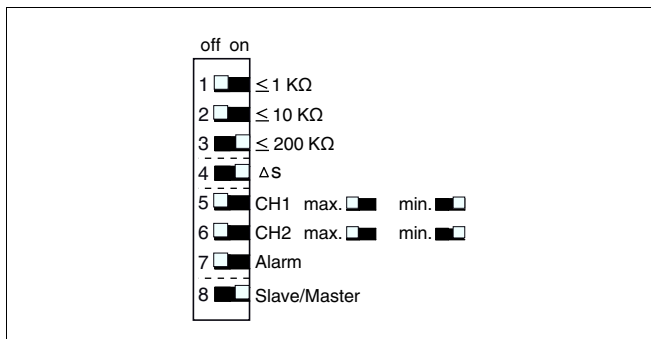 off on
1 ≤ 1 KΩ
2 ≤ 10 KΩ
3 ≤ 200 KΩ
4 Δs
5 CH1 max. min.
6 CH2 max. min.
7 Alarm
8 Slave/Master